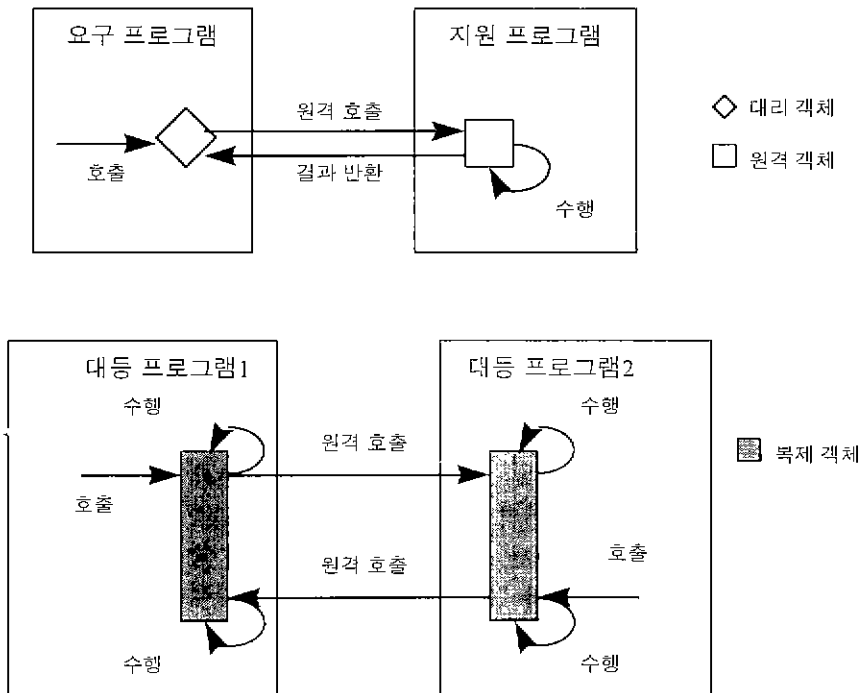 요구 프로그램
지원 프로그램
원격 호출
대리 객체
호출
결과 반환
원격 객체
수행
대등 프로그램1
대등 프로그램2
수행
수행
원격 호출
복제 객체
호출
호출
원격 호출
수행
수행